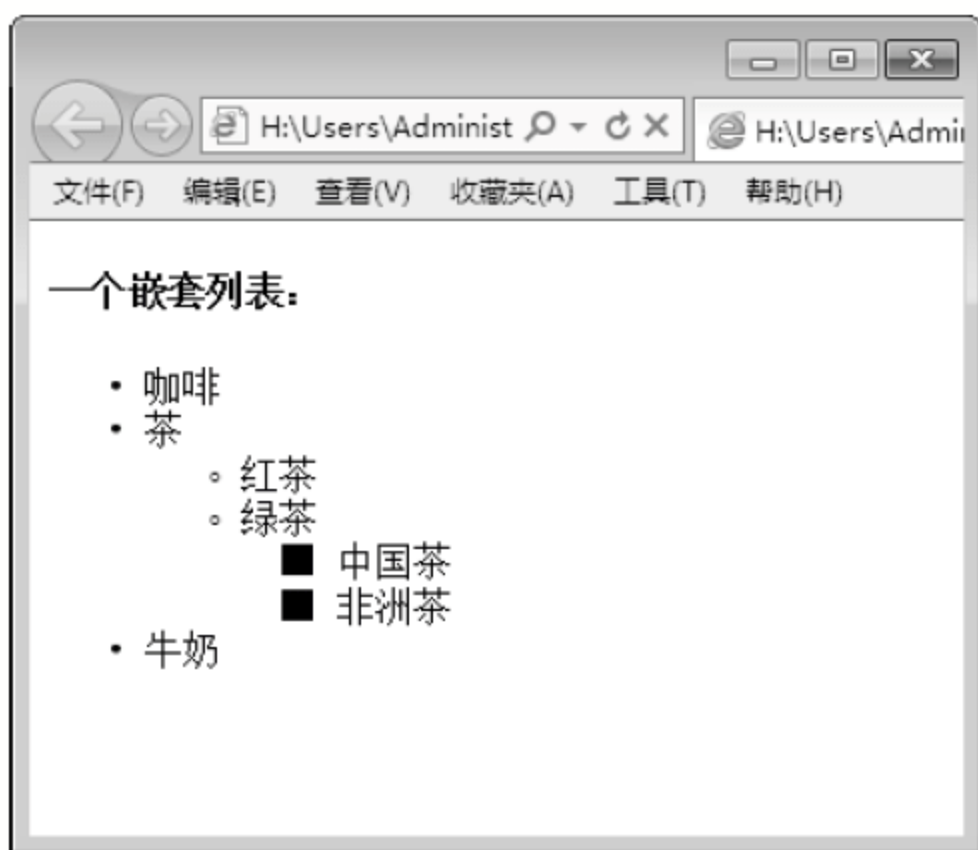 H:\Users\Administ
H:\Users\Admi
文件(F) 编辑(E) 查看(V) 收藏夹(A) 工具(T) 帮助(H)
一个嵌套列表：
• 咖啡
• 茶
◦ 红茶
◦ 绿茶
■ 中国茶
■ 非洲茶
• 牛奶